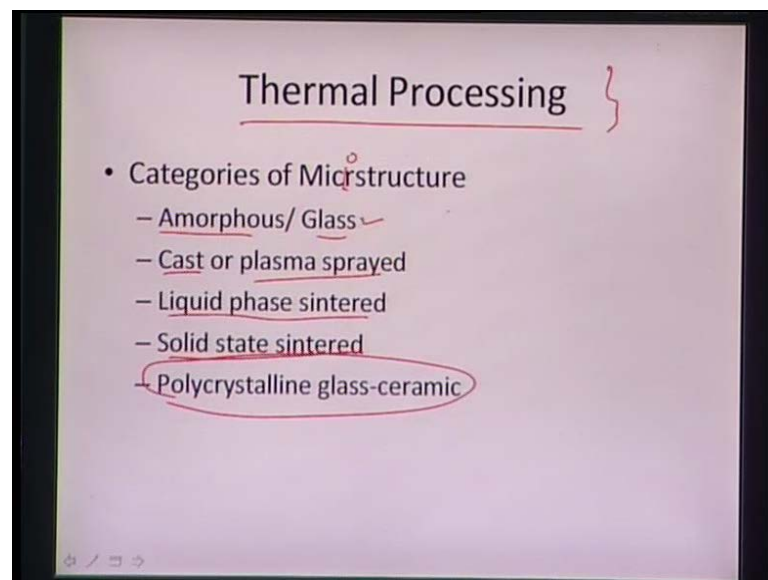 Thermal Processing
• Categories of Micrstructure
– Amorphous/ Glass
– Cast or plasma sprayed
– Liquid phase sintered
– Solid state sintered
– Polycrystalline glass-ceramic